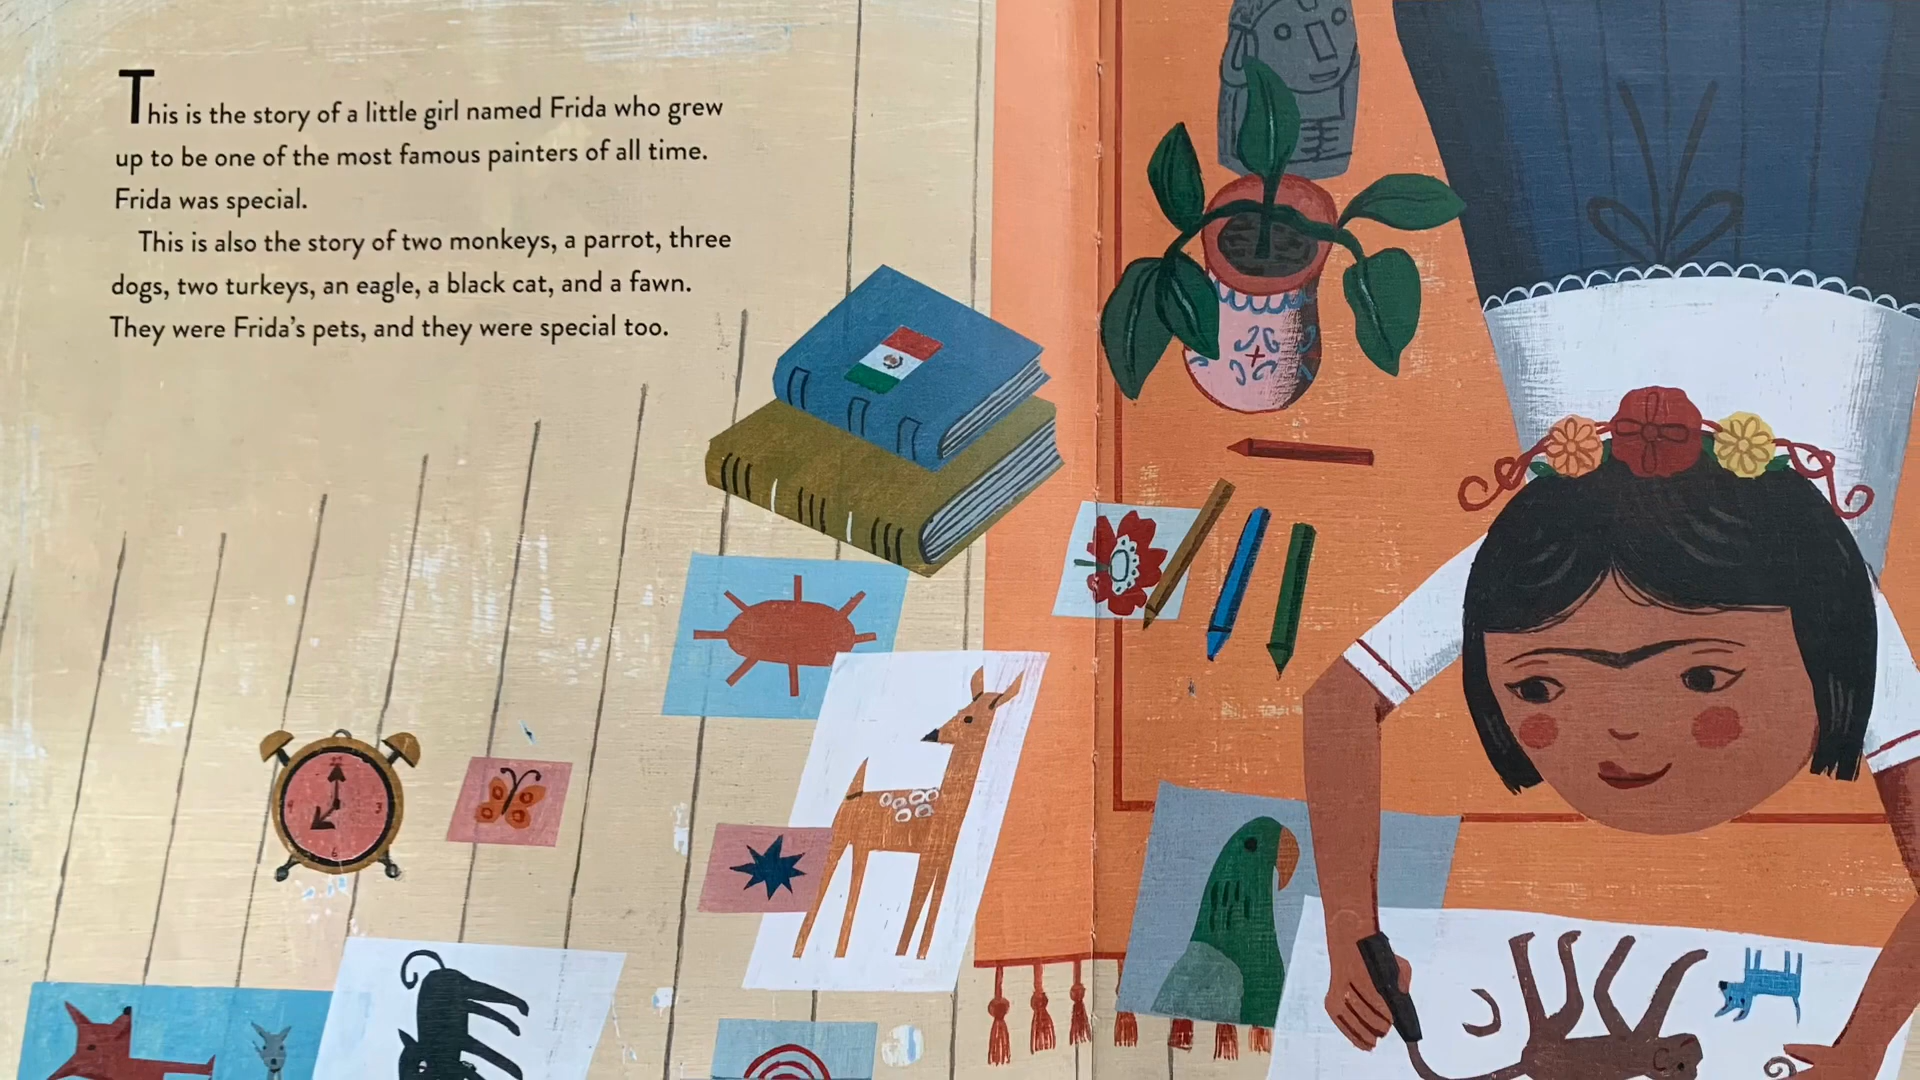 This is the story of a little girl named Frida who grew
up to be one of the most famous painters of all time.
Frida was special.
This is also the story of two monkeys, a parrot, three
dogs, two turkeys, an eagle, a black cat, and a fawn.
They were Frida's pets, and they were special too.